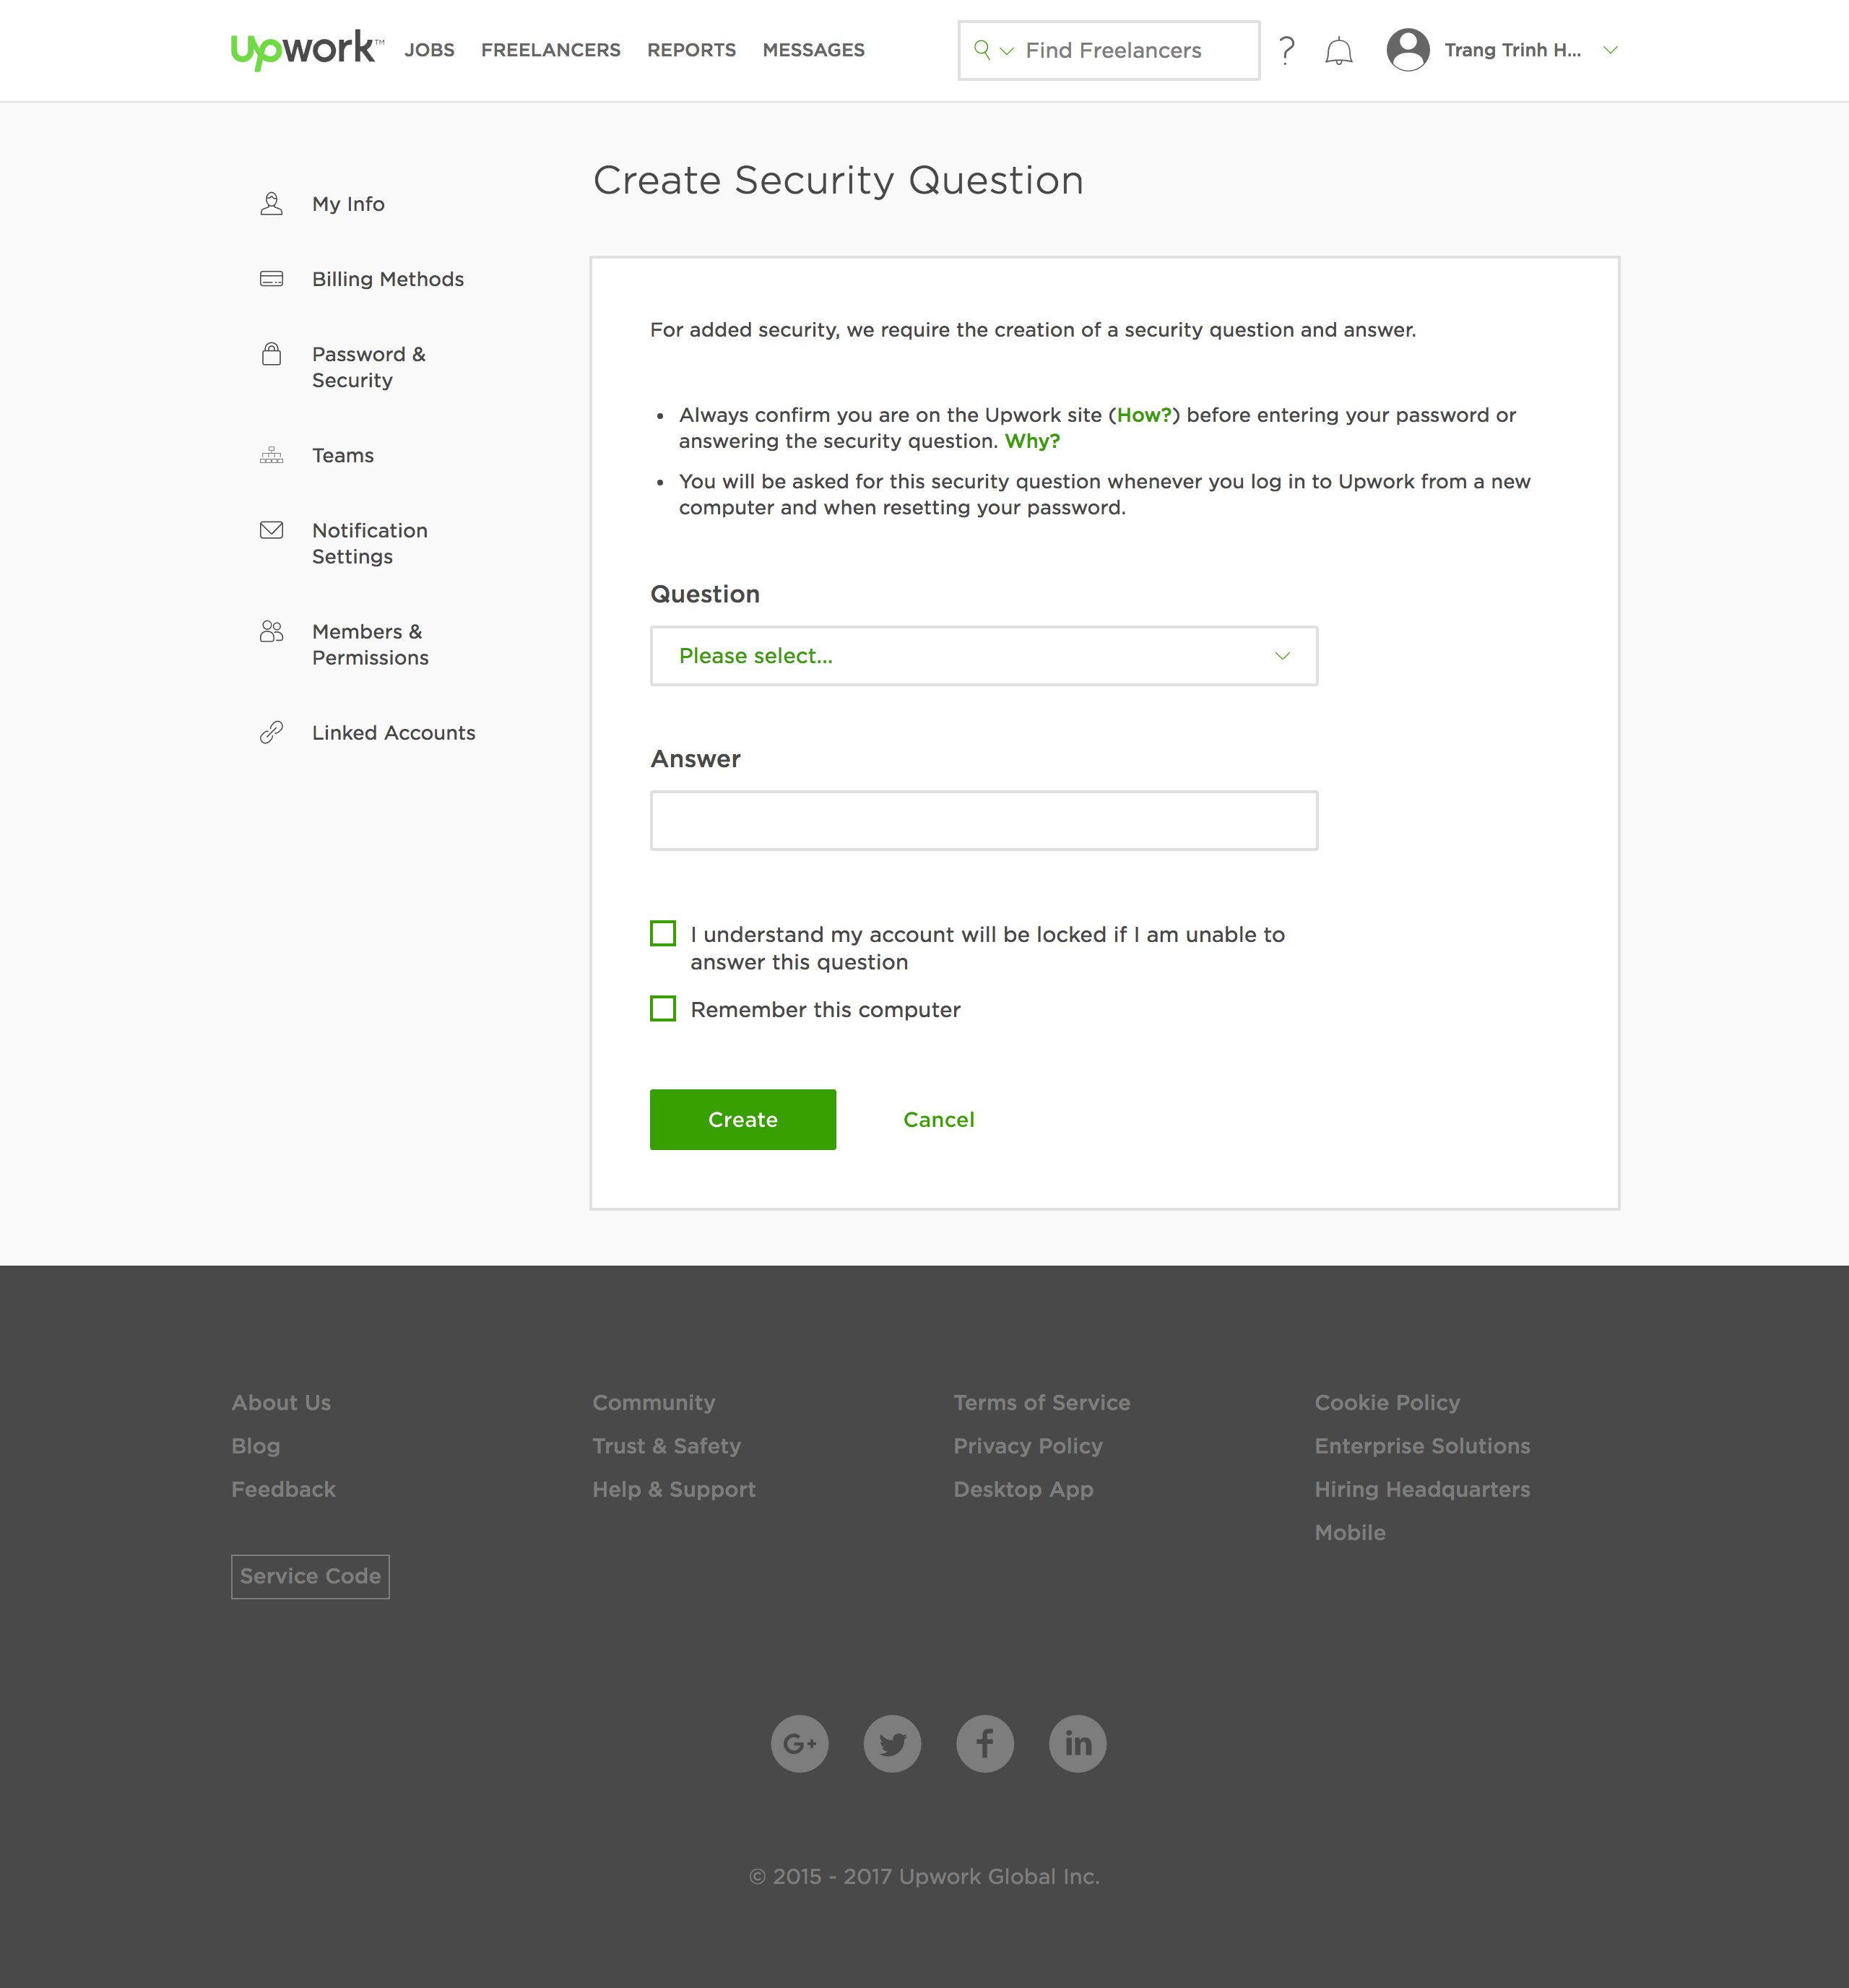 upwork™ JOBS FREELANCERS REPORTS MESSAGES Find Freelancers ? Trang Trinh H...
My Info
Billing Methods
Password &
Security
Teams
Notification
Settings
Members &
Permissions
Linked Accounts
Create Security Question
For added security, we require the creation of a security question and answer.
• Always confirm you are on the Upwork site (How?) before entering your password or
answering the security question. Why?
• You will be asked for this security question whenever you log in to Upwork from a new
computer and when resetting your password.
Question
Please select...
Answer
I understand my account will be locked if I am unable to
answer this question
Remember this computer
Create Cancel
About Us
Blog
Feedback
Community
Trust & Safety
Help & Support
Terms of Service
Privacy Policy
Desktop App
Cookie Policy
Enterprise Solutions
Hiring Headquarters
Mobile
Service Code
G+ f in
© 2015 - 2017 Upwork Global Inc.